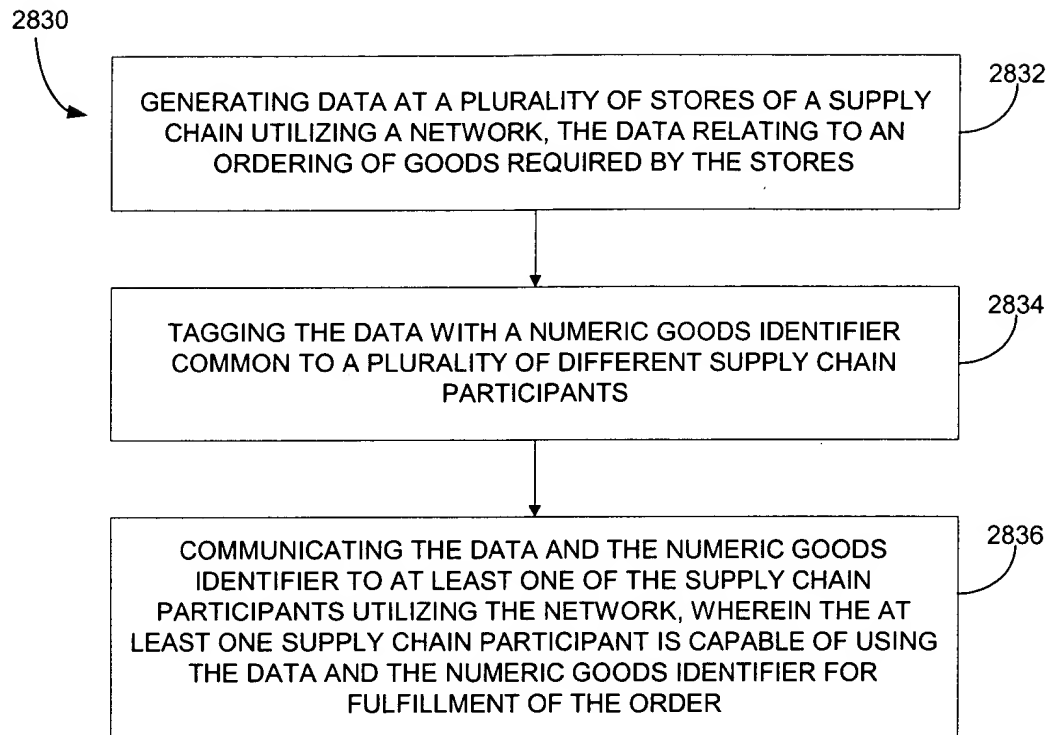 2830
2832
GENERATING DATA AT A PLURALITY OF STORES OF A SUPPLY
CHAIN UTILIZING A NETWORK, THE DATA RELATING TO AN
ORDERING OF GOODS REQUIRED BY THE STORES
2834
TAGGING THE DATA WITH A NUMERIC GOODS IDENTIFIER
COMMON TO A PLURALITY OF DIFFERENT SUPPLY CHAIN
PARTICIPANTS
2836
COMMUNICATING THE DATA AND THE NUMERIC GOODS
IDENTIFIER TO AT LEAST ONE OF THE SUPPLY CHAIN
PARTICIPANTS UTILIZING THE NETWORK, WHEREIN THE AT
LEAST ONE SUPPLY CHAIN PARTICIPANT IS CAPABLE OF USING
THE DATA AND THE NUMERIC GOODS IDENTIFIER FOR
FULFILLMENT OF THE ORDER